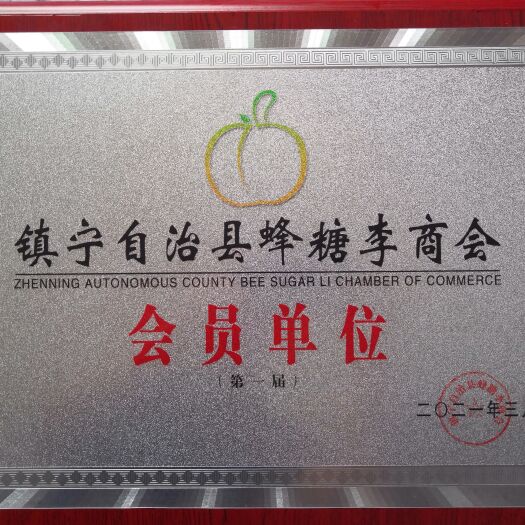 镇宁自治县蜂糖李商会
ZHENNING AUTONOMOUS COUNTY BEE SUGAR LI CHAMBER OF COMMERCE
会员单位
（第一届）
二〇二一年三